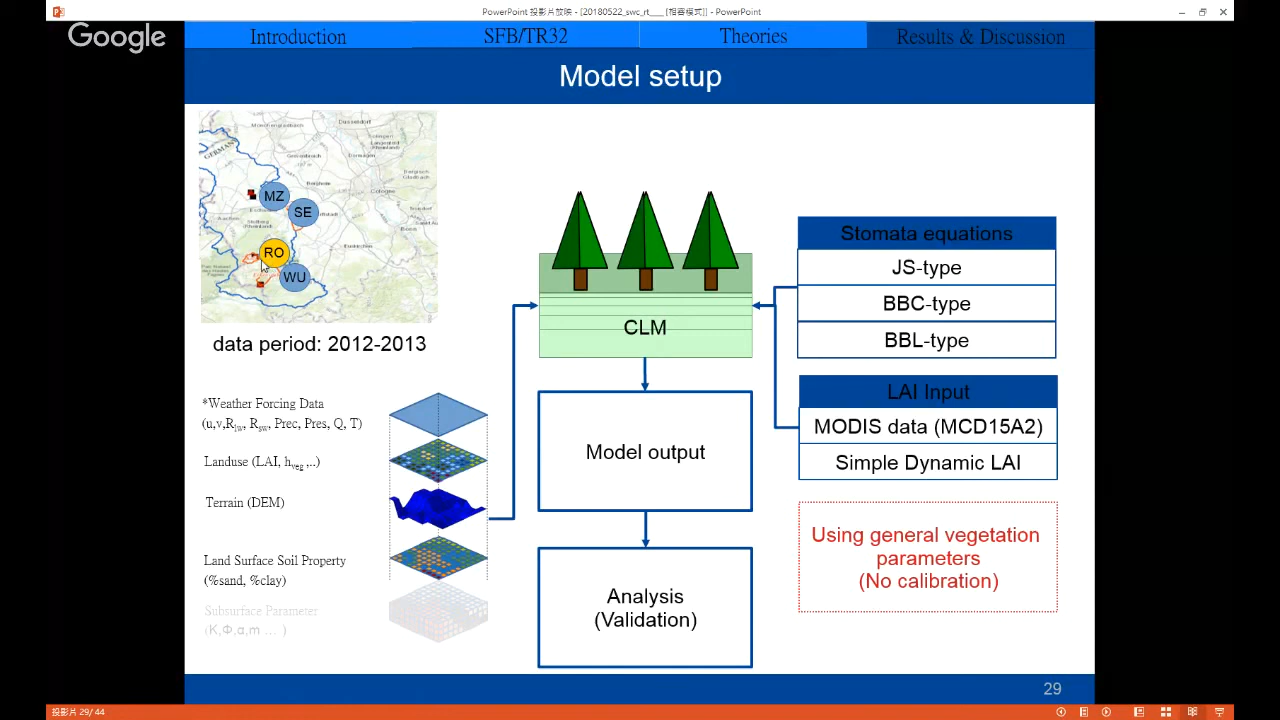 PowerPoint 投影片放映 - [20180522_swc_rt___ [相容模式]] - PowerPoint
Google
Introduction
SFB/TR32
Theories
Results & Discussion
Model setup
MZ
SE
RO
WU
data period: 2012-2013
*Weather Forcing Data
(u,v,Rlw, Rsw, Prec, Pres, Q, T)
Landuse (LAI, hveg ,..)
Terrain (DEM)
Land Surface Soil Property
(%sand, %clay)
Subsurface Parameter
(K,Φ,α,m ... )
CLM
Model output
Analysis
(Validation)
Stomata equations
JS-type
BBC-type
BBL-type
LAI Input
MODIS data (MCD15A2)
Simple Dynamic LAI
Using general vegetation
parameters
(No calibration)
29
投影片 29/44